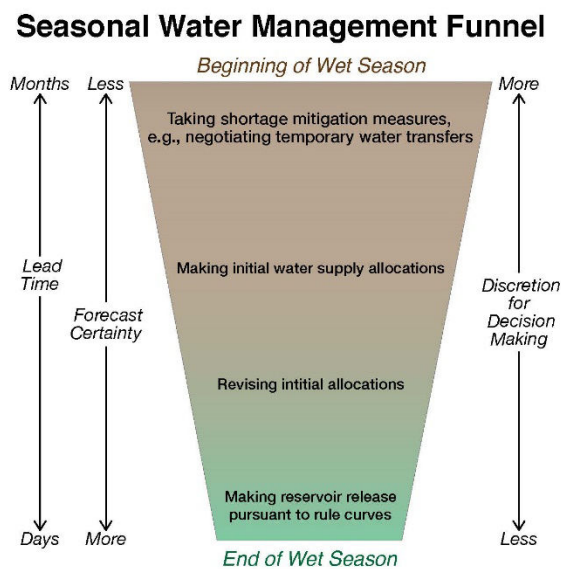 Seasonal Water Management Funnel
Beginning of Wet Season
Months
Less
More
Taking shortage mitigation measures,
e.g., negotiating temporary water transfers
Making initial water supply allocations
Lead
Time
Forecast
Certainty
Discretion
for
Decision
Making
Revising intitial allocations
Making reservoir release
pursuant to rule curves
Days
More
Less
End of Wet Season